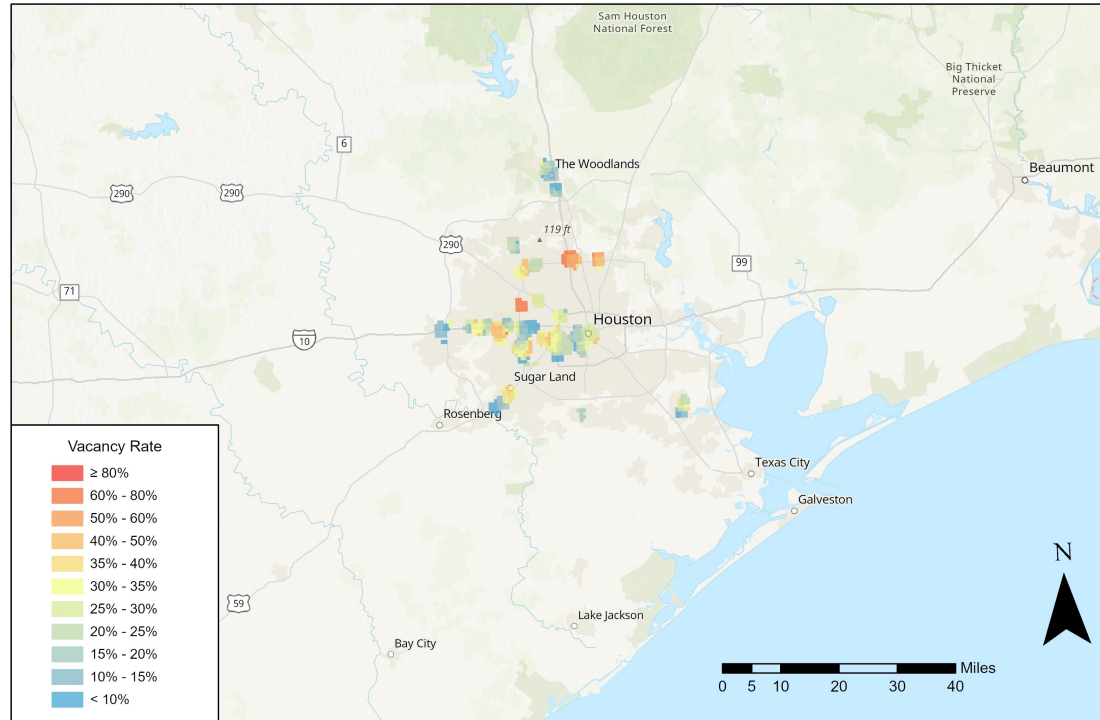 Sam Houston
National Forest
Big Thicket
National
Preserve
6
The Woodlands
Beaumont
290
290
119 ft
290
99
71
Houston
10
Sugar Land
Rosenberg
Vacancy Rate
≥ 80%
60% - 80%
50% - 60%
40% - 50%
35% - 40%
30% - 35%
25% - 30%
20% - 25%
15% - 20%
10% - 15%
< 10%
Texas City
Galveston
N
59
Lake Jackson
Bay City
Miles
0 5 10 20 30 40